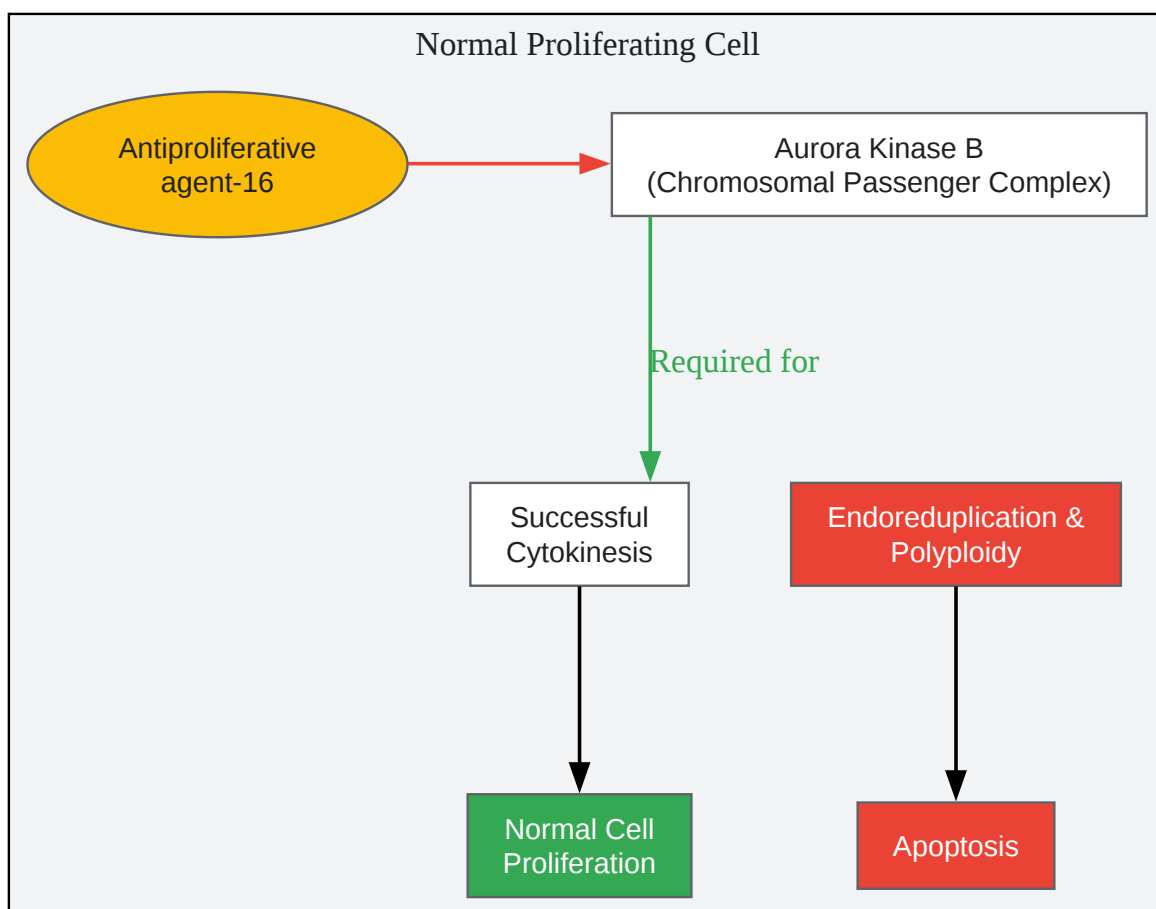 Normal Proliferating Cell
Antiproliferative
agent-16
Aurora Kinase B
(Chromosomal Passenger Complex)
Required for
Successful
Cytokinesis
Endoreduplication &
Polyploidy
Normal Cell
Proliferation
Apoptosis